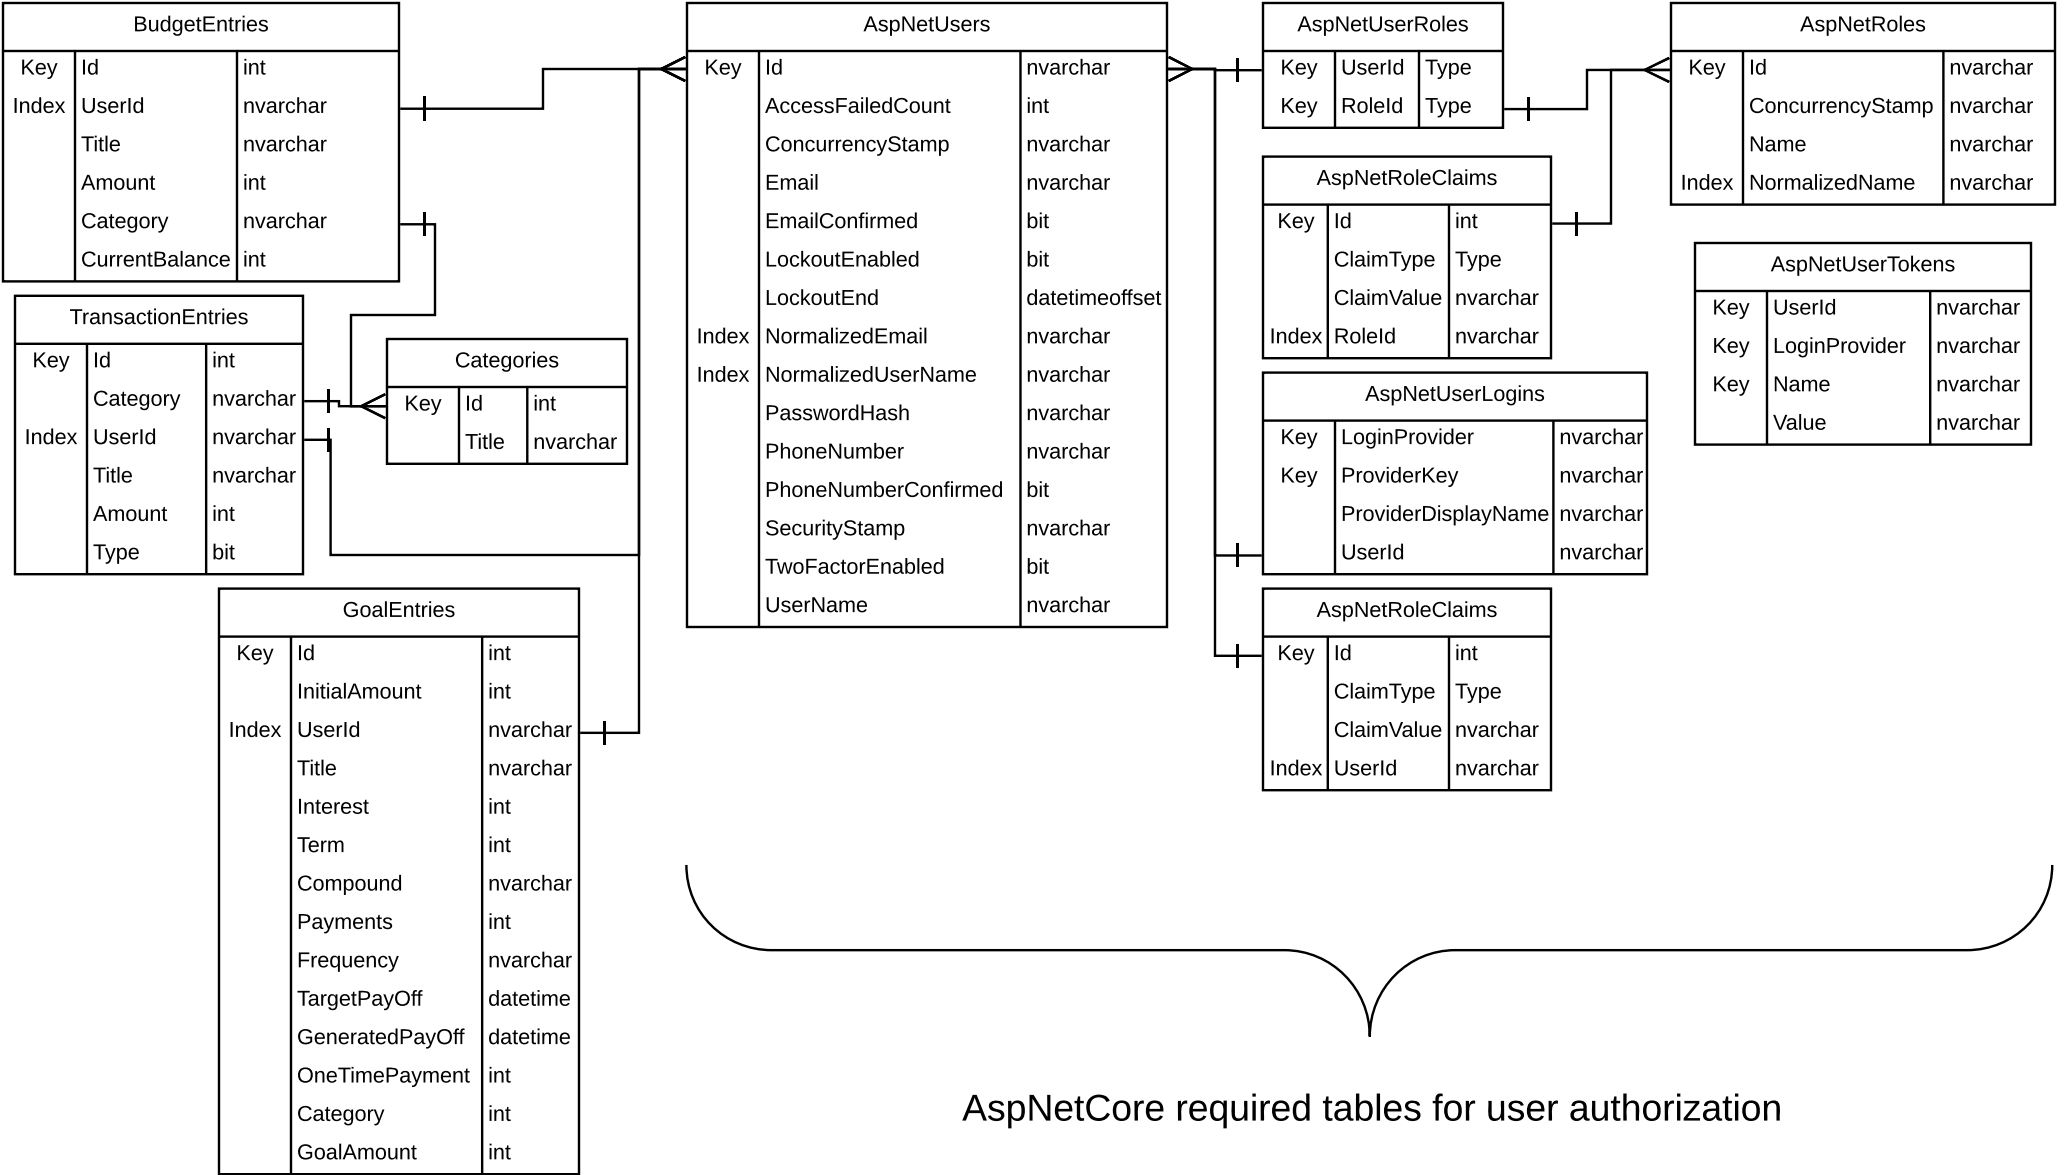 BudgetEntries
Key Id int
Index UserId nvarchar
Title nvarchar
Amount int
Category nvarchar
CurrentBalance int
TransactionEntries
Key Id int
Category nvarchar
Index UserId nvarchar
Title nvarchar
Amount int
Type bit
Categories
Key Id int
Title nvarchar
GoalEntries
Key Id int
InitialAmount int
Index UserId nvarchar
Title nvarchar
Interest int
Term int
Compound nvarchar
Payments int
Frequency nvarchar
TargetPayOff datetime
GeneratedPayOff datetime
OneTimePayment int
Category int
GoalAmount int
AspNetUsers
Key Id nvarchar
AccessFailedCount int
ConcurrencyStamp nvarchar
Email nvarchar
EmailConfirmed bit
LockoutEnabled bit
LockoutEnd datetimeoffset
Index NormalizedEmail nvarchar
Index NormalizedUserName nvarchar
PasswordHash nvarchar
PhoneNumber nvarchar
PhoneNumberConfirmed bit
SecurityStamp nvarchar
TwoFactorEnabled bit
UserName nvarchar
AspNetUserRoles
Key UserId Type
Key RoleId Type
AspNetRoleClaims
Key Id int
ClaimType Type
ClaimValue nvarchar
Index RoleId nvarchar
AspNetUserLogins
Key LoginProvider nvarchar
Key ProviderKey nvarchar
ProviderDisplayName nvarchar
UserId nvarchar
AspNetRoleClaims
Key Id int
ClaimType Type
ClaimValue nvarchar
Index UserId nvarchar
AspNetRoles
Key Id nvarchar
ConcurrencyStamp nvarchar
Name nvarchar
Index NormalizedName nvarchar
AspNetUserTokens
Key UserId nvarchar
Key LoginProvider nvarchar
Key Name nvarchar
Value nvarchar
AspNetCore required tables for user authorization